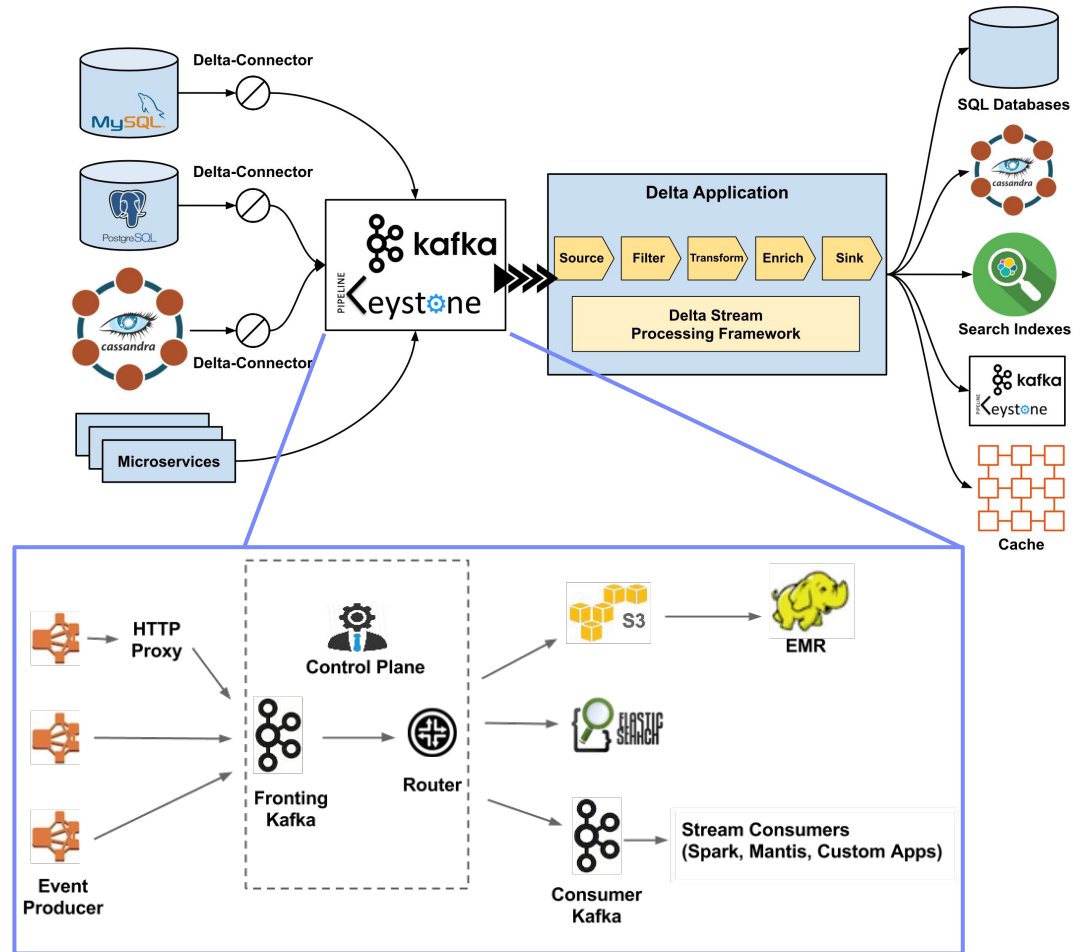 Delta-Connector
MySQL
Delta-Connector
PostgreSQL
cassandra
Delta-Connector
Microservices
kafka
PIPELINE
Keystone
Delta Application
Source
Filter
Transform
Enrich
Sink
Delta Stream
Processing Framework
SQL Databases
cassandra
Search Indexes
kafka
PIPELINE
Keystone
Cache
HTTP
Proxy
Event
Producer
Control Plane
Fronting
Kafka
Router
S3
EMR
ELASTIC
SEARCH
Consumer
Kafka
Stream Consumers
(Spark, Mantis, Custom Apps)